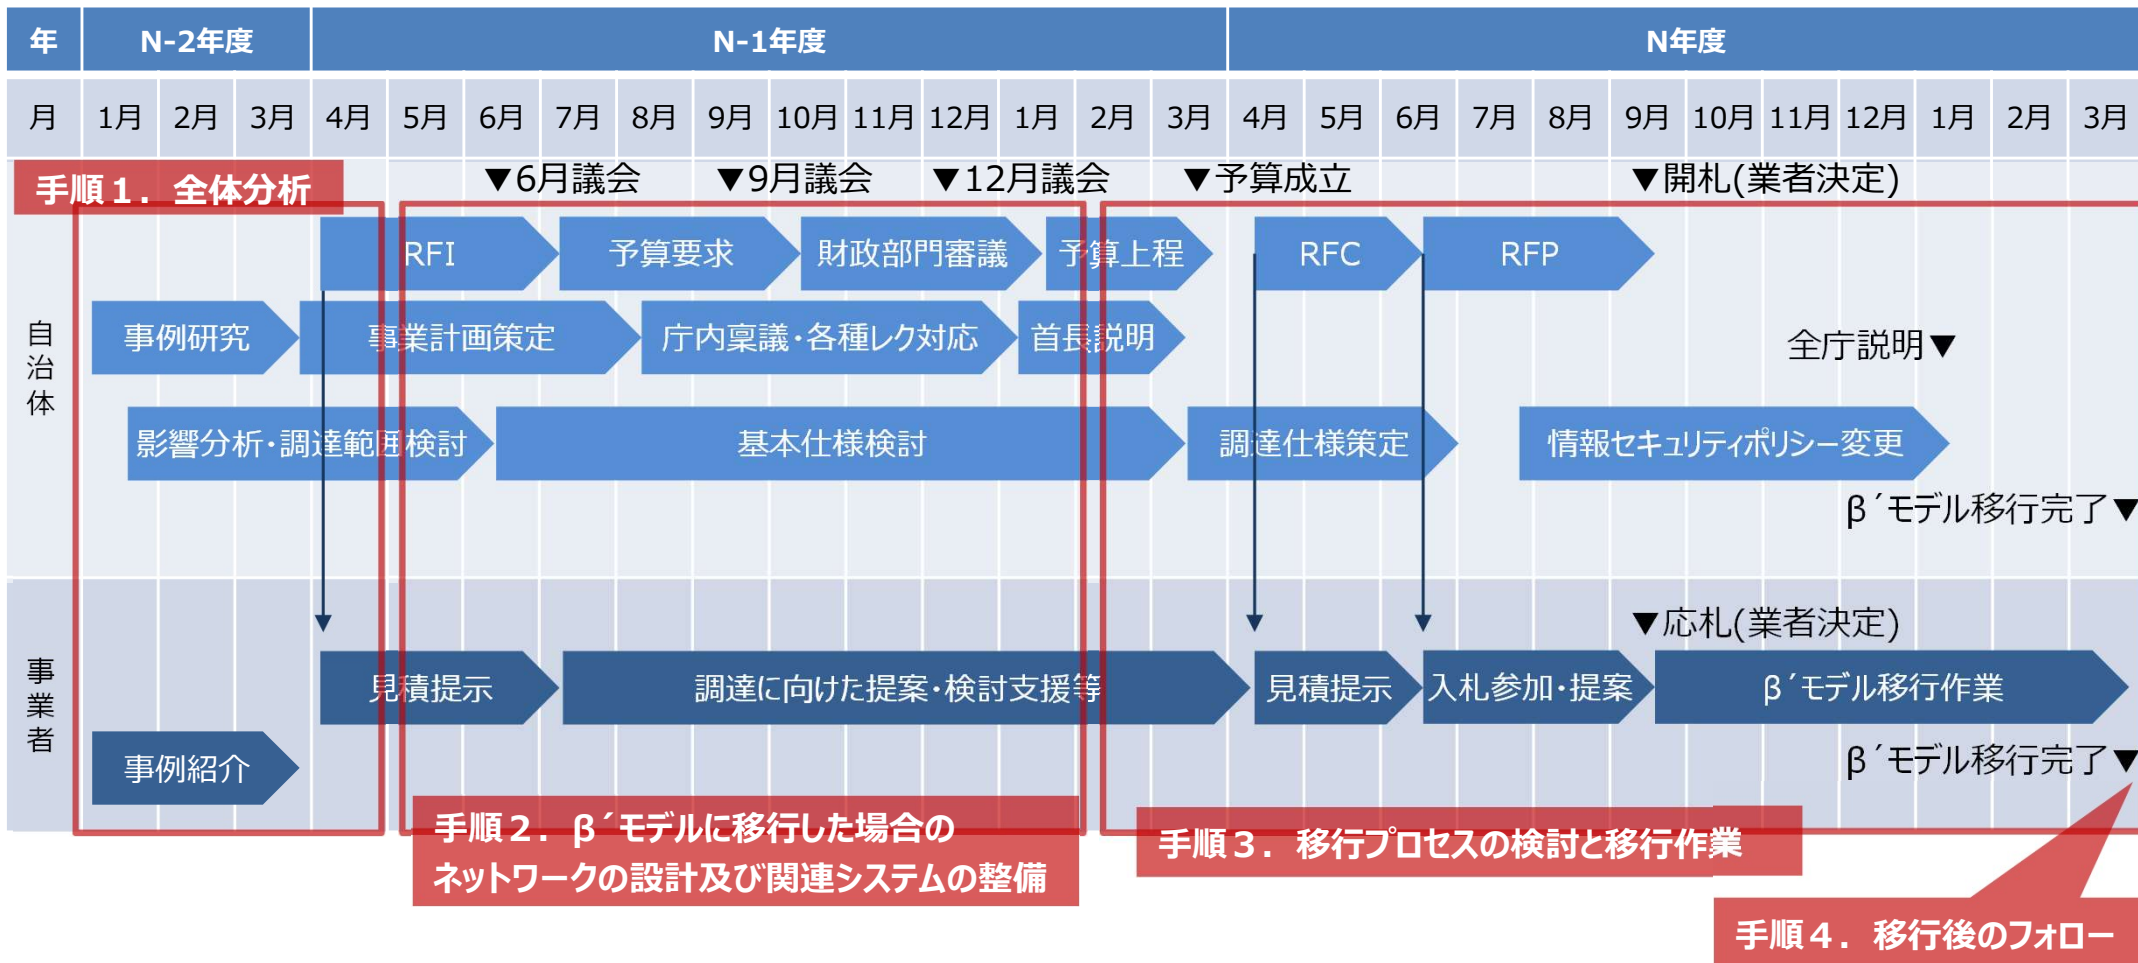 年 N-2年度 N-1年度 N年度
月 1月 2月 3月 4月 5月 6月 7月 8月 9月 10月 11月 12月 1月 2月 3月 4月 5月 6月 7月 8月 9月 10月 11月 12月 1月 2月 3月
手順１．全体分析
▼6月議会 ▼9月議会 ▼12月議会 ▼予算成立 ▼開札(業者決定)
自治体
RFI 予算要求 財政部門審議 予算上程 RFC RFP
事例研究 事業計画策定 庁内稟議・各種レク対応 首長説明
全庁説明▼
影響分析・調達範囲検討 基本仕様検討 調達仕様策定 情報セキュリティポリシー変更
β´モデル移行完了▼
事業者
▼応札(業者決定)
見積提示 調達に向けた提案・検討支援等 見積提示 入札参加・提案 β´モデル移行作業
事例紹介
β´モデル移行完了▼
手順２．β´モデルに移行した場合の
ネットワークの設計及び関連システムの整備
手順３．移行プロセスの検討と移行作業
手順４．移行後のフォロー